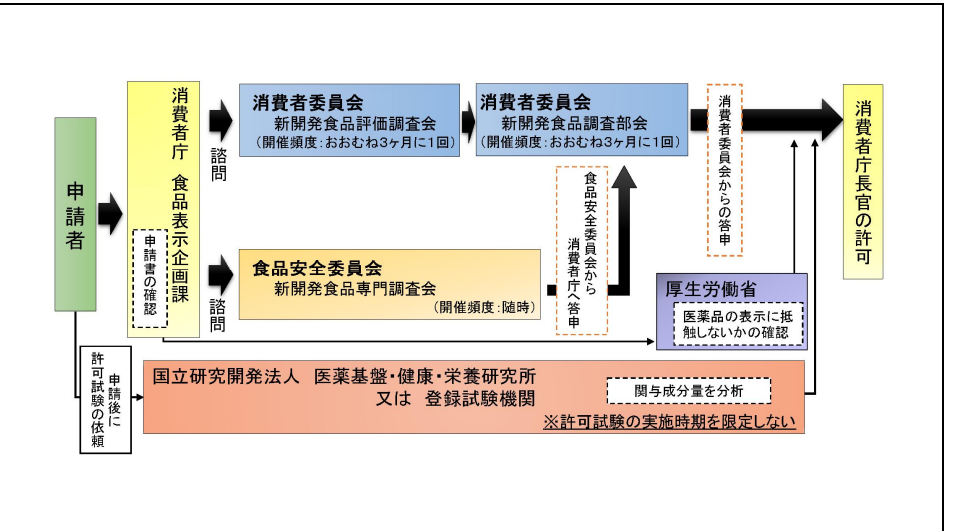 申請者
消費者庁 食品表示企画課
申請書の確認
諮問
消費者委員会
新開発食品評価調査会
(開催頻度:おおむね3ヶ月に1回)
消費者委員会
新開発食品調査部会
(開催頻度:おおむね3ヶ月に1回)
消費者委員会からの答申
消費者庁長官の許可
諮問
食品安全委員会
新開発食品専門調査会
(開催頻度:随時)
食品安全委員会から
消費者庁へ答申
厚生労働省
医薬品の表示に抵
触しないかの確認
申請後に
許可試験の依頼
国立研究開発法人 医薬基盤・健康・栄養研究所
又は 登録試験機関
関与成分量を分析
※許可試験の実施時期を限定しない